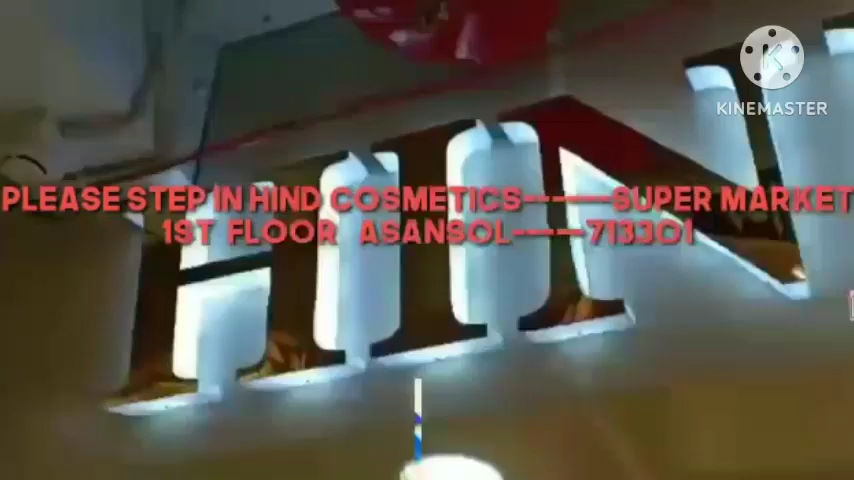 KINEMASTER
PLEASE STEP IN HIND COSMETICS-----SUPER MARKET
1ST FLOOR ASANSOL----713301
HIN